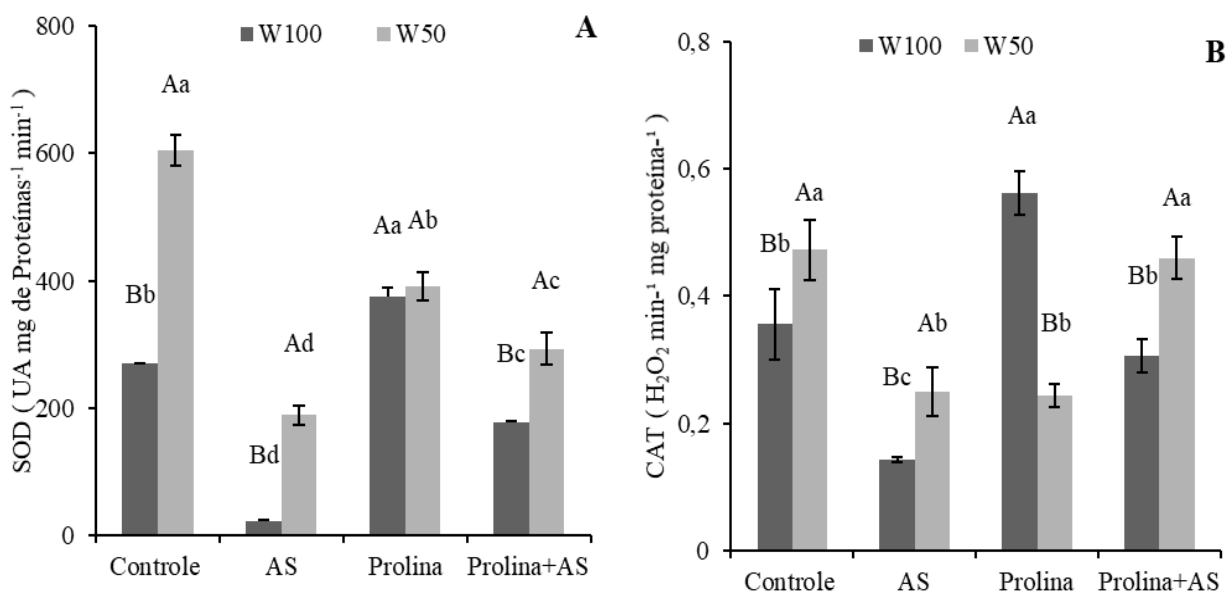 A
W100 W50
SOD ( UA mg de Proteínas-¹ min-¹ )
800
600
400
200
0
Bb
Aa
Bd
Ad
Aa
Ab
Bc
Ac
Controle AS Prolina Prolina+AS
B
W100 W50
CAT ( H₂O₂ min-¹ mg proteína-¹ )
0,8
0,6
0,4
0,2
0
Bb
Aa
Bc
Ab
Aa
Bb
Bb
Aa
Controle AS Prolina Prolina+AS